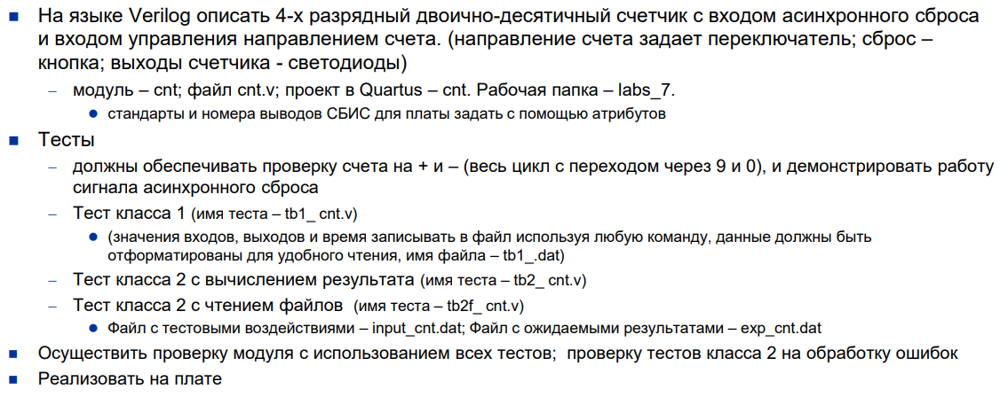 На языке Verilog описать 4-х разрядный двоично-десятичный счетчик с входом асинхронного сброса
и входом управления направлением счета. (направление счета задает переключатель; сброс –
кнопка; выходы счетчика - светодиоды)
– модуль – cnt; файл cnt.v; проект в Quartus – cnt. Рабочая папка – labs_7.
стандарты и номера выводов СБИС для платы задать с помощью атрибутов
Тесты
– должны обеспечивать проверку счета на + и – (весь цикл с переходом через 9 и 0), и демонстрировать работу
сигнала асинхронного сброса
– Тест класса 1 (имя теста – tb1_ cnt.v)
(значения входов, выходов и время записывать в файл используя любую команду, данные должны быть
отформатированы для удобного чтения, имя файла – tb1_.dat)
– Тест класса 2 с вычислением результата (имя теста – tb2_ cnt.v)
– Тест класса 2 с чтением файлов (имя теста – tb2f_ cnt.v)
Файл с тестовыми воздействиями – input_cnt.dat; Файл с ожидаемыми результатами – exp_cnt.dat
Осуществить проверку модуля с использованием всех тестов; проверку тестов класса 2 на обработку ошибок
Реализовать на плате